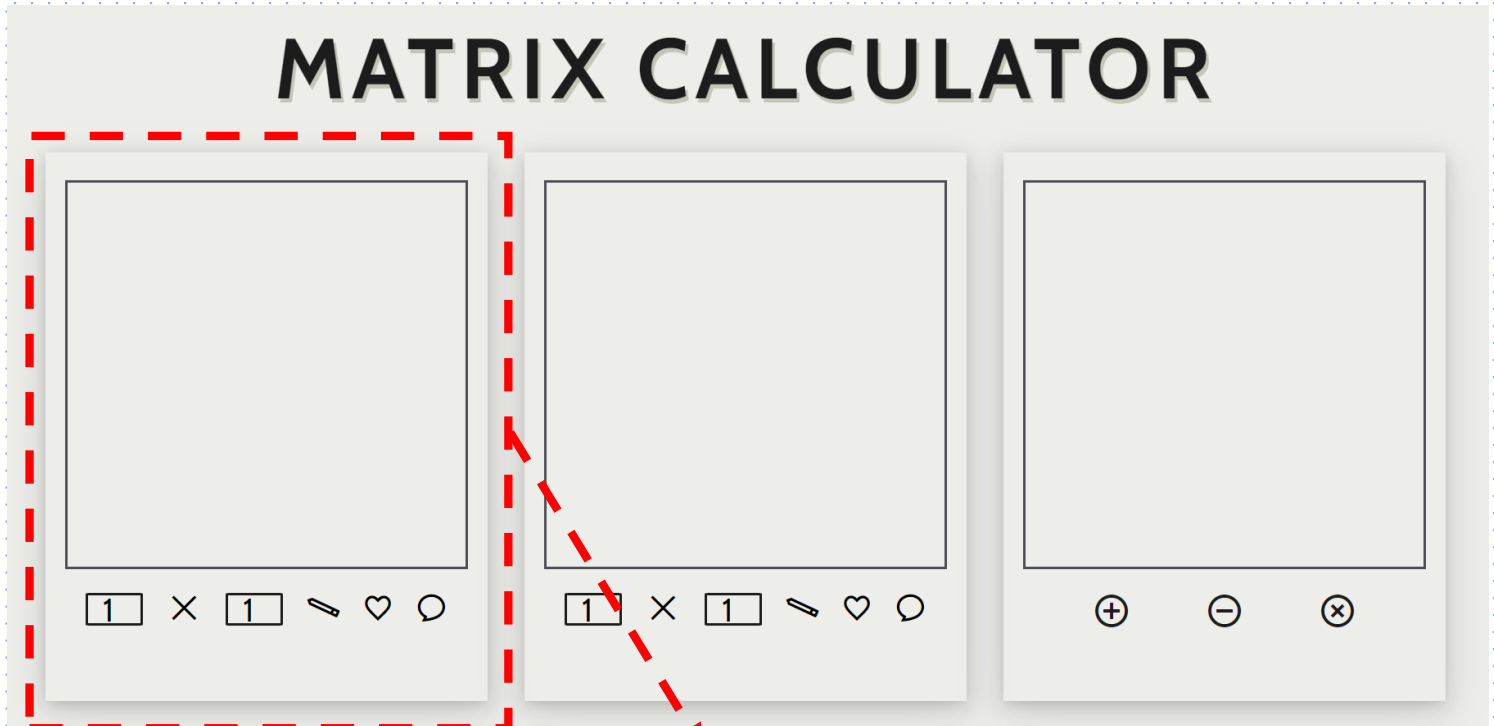 MATRIX CALCULATOR
1 × 1
1 × 1
+ − ×